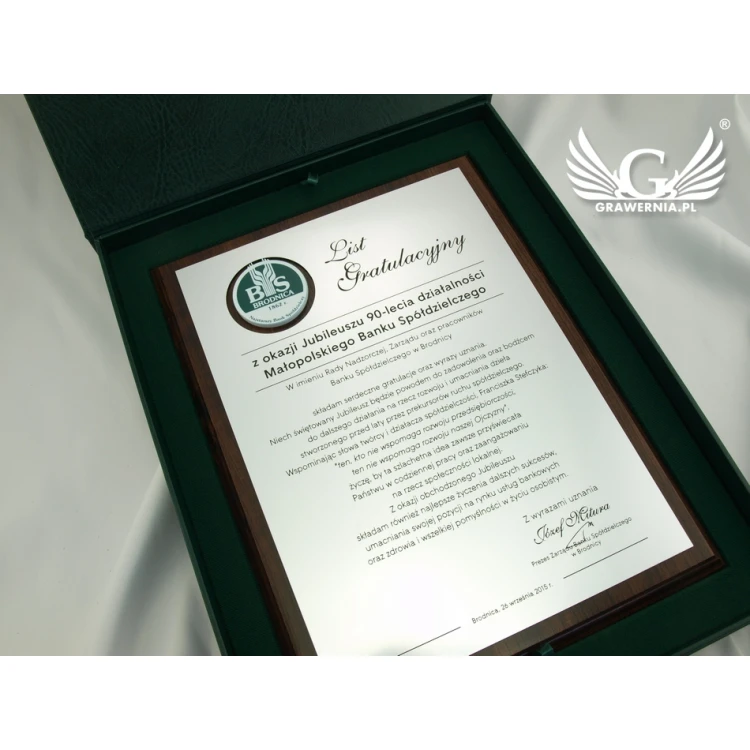 GRAWERNIA.PL
®
G
BS
BRODNICA
1862 r.
List
Gratulacyjny
z okazji Jubileuszu 90-lecia działalności
Małopolskiego Banku Spółdzielczego
W imieniu Rady Nadzorczej, Zarządu oraz pracowników
Banku Spółdzielczego w Brodnicy
składam serdeczne gratulacje oraz wyrazy uznania.
Niech świętowany Jubileusz będzie powodem do zadowolenia oraz bodźcem
do dalszego działania na rzecz rozwoju i umacniania dzieła
stworzonego przed laty przez prekursorów ruchu spółdzielczego.
Wspominając słowa twórcy i działacza spółdzielczości, Franciszka Stefczyka:
"ten, kto nie wspomaga rozwoju przedsiębiorczości,
ten nie wspomaga rozwoju naszej Ojczyzny",
życzę, by ta szlachetna idea zawsze przyświecała
Państwu w codziennej pracy oraz zaangażowaniu
na rzecz społeczności lokalnej.
Z okazji obchodzonego Jubileuszu
składam również najlepsze życzenia dalszych sukcesów,
umacniania swojej pozycji na rynku usług bankowych
oraz zdrowia i wszelkiej pomyślności w życiu osobistym.
Z wyrazami uznania
Józef Mitura
Prezes Zarządu Banku Spółdzielczego
w Brodnicy
Brodnica, 26 września 2015 r.